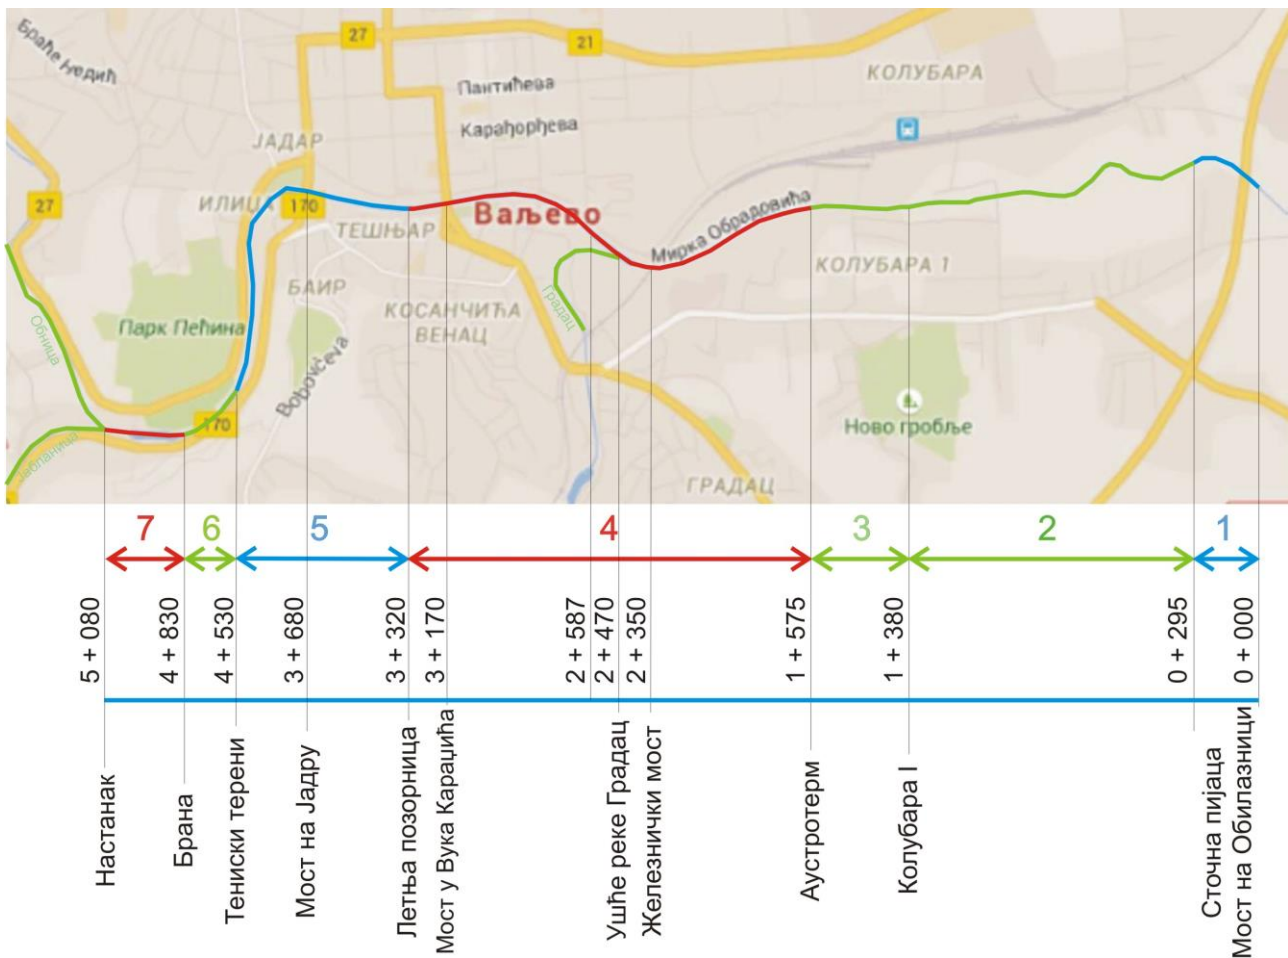 Браће Недић
27
21
КОЛУБАРА
Пантићева
Карађорђева
ЈАДАР
27
ИЛИЏА
170
ТЕШЊАР
Ваљево
Мирка Обрадовића
КОЛУБАРА 1
БАИР
КОСАНЧИЋА
ВЕНАЦ
Градац
Обница
Парк Пећина
170
Јабланица
Ново гробље
ГРАДАЦ
7
6
5
4
3
2
1
5 + 080
4 + 830
4 + 530
3 + 680
3 + 320
3 + 170
2 + 587
2 + 470
2 + 350
1 + 575
1 + 380
0 + 295
0 + 000
Настанак
Брана
Тениски терени
Мост на Јадру
Летња позорница
Мост у Вука Караџића
Ушће реке Градац
Железнички мост
Аустротерм
Колубара I
Сточна пијаца
Мост на Обилазници